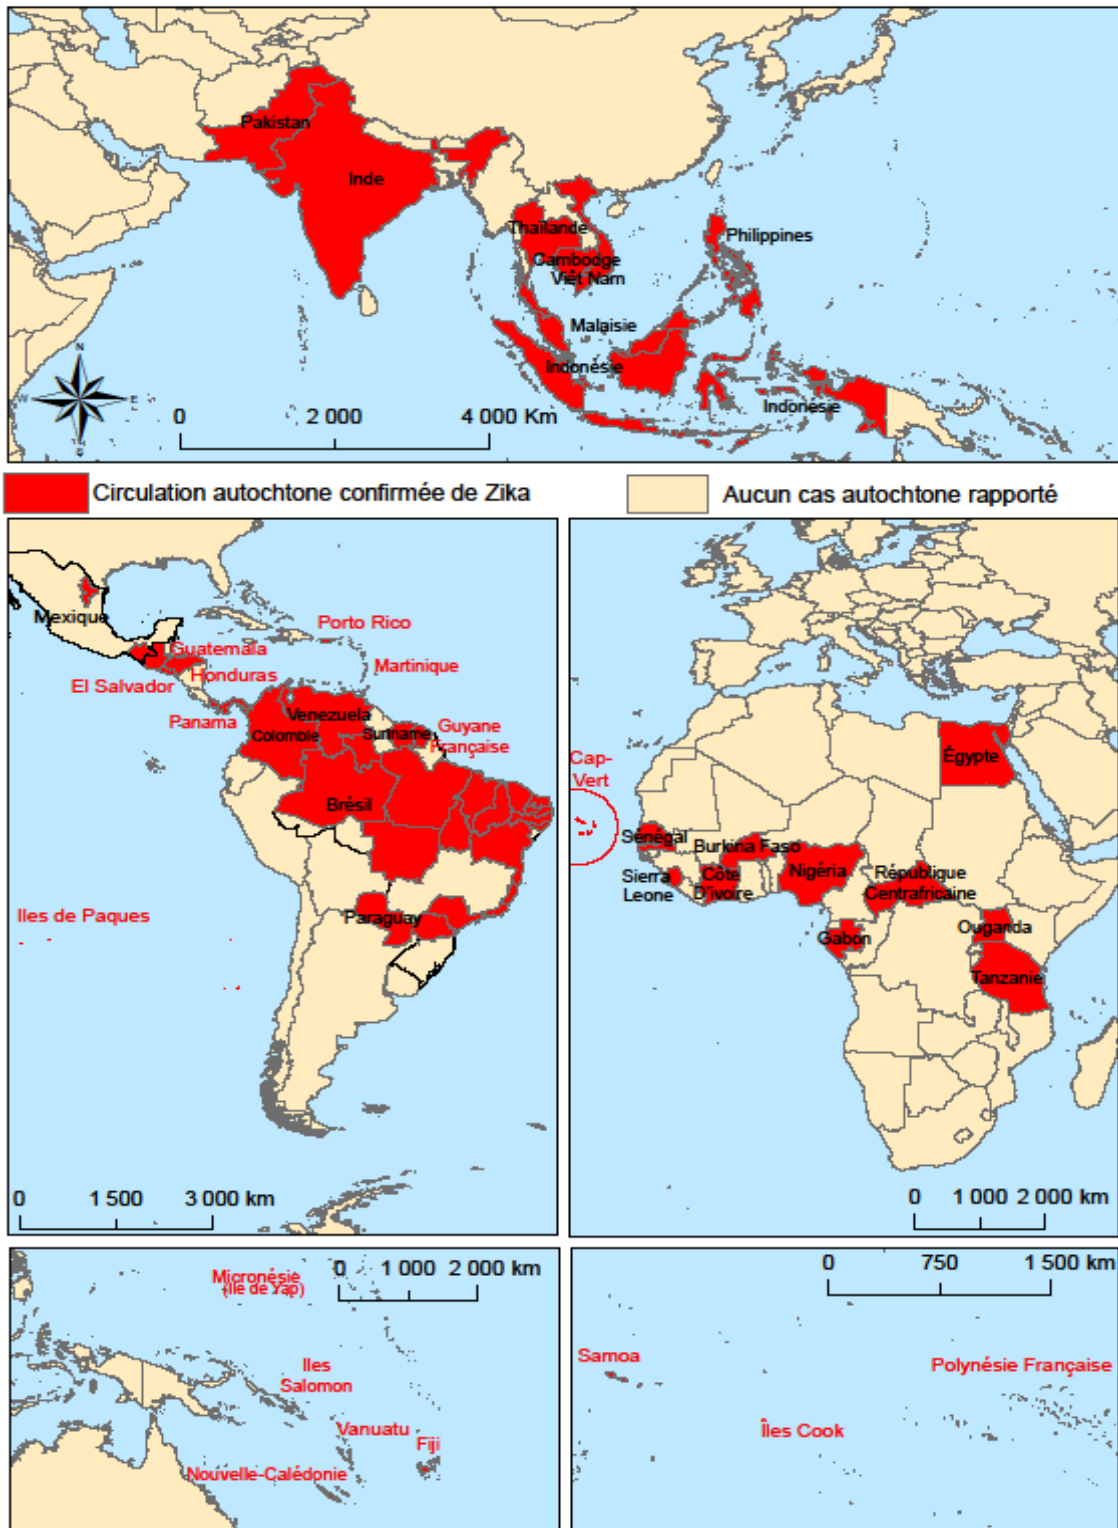 Pakistan
Inde
Thaïlande
Cambodge
Viêt Nam
Philippines
Malaisie
Indonésie
Indonésie
N
W
E
S
0 2 000 4 000 Km
Circulation autochtone confirmée de Zika
Aucun cas autochtone rapporté
Mexique
Guatemala
Honduras
El Salvador
Panama
Porto Rico
Martinique
Venezuela
Colombie
Suriname
Guyane
Française
Brésil
Paraguay
Iles de Paques
0 1 500 3 000 km
Cap-
Vert
Égypte
Sénégal
Burkina Faso
Sierra
Leone
Côte
D'ivoire
Nigéria
République
Centrafricaine
Gabon
Ouganda
Tanzanie
0 1 000 2 000 km
Micronésie
(Ile de Yap)
0 1 000 2 000 km
Iles
Salomon
Vanuatu
Fiji
Nouvelle-Calédonie
0 750 1 500 km
Samoa
Polynésie Française
Îles Cook